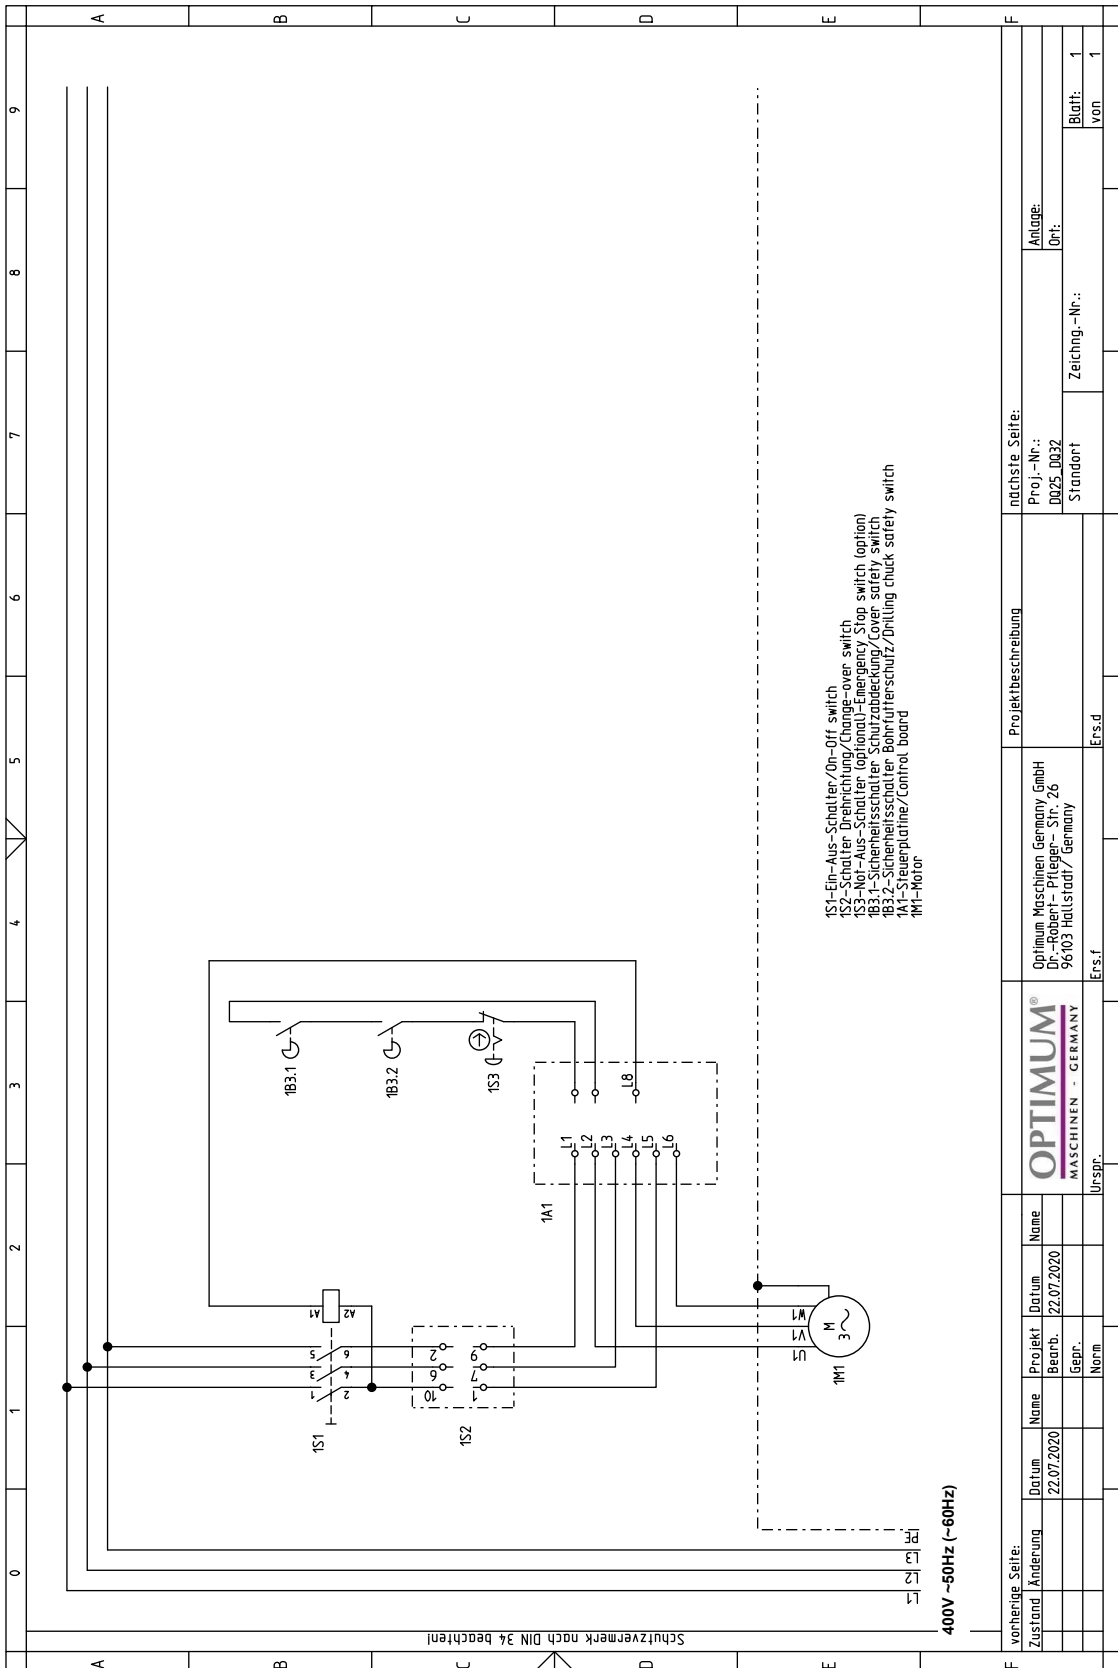 0 1 2 3 4 5 6 7 8 9
A
B
C
D
E
F
A
B
C
D
E
F
Schutzvermerk nach DIN 34 beachten!
L1
L2
L3
PE
400V ~50Hz (~60Hz)
1S1
1 3 5
2 4 6
A1
A2
1S2
10 6 2
1 7 9
1B3.1
1B3.2
1S3
1A1
L1
L2
L3
L4
L5
L6
L8
U1 V1 W1
M
3~
1M1
1S1-Ein-Aus-Schalter/On-Off switch
1S2-Schalter Drehrichtung/Change-over switch
1S3-Not-Aus-Schalter (optional)-Emergency Stop switch (option)
1B3.1-Sicherheitsschalter Schutzabdeckung/Cover safety switch
1B3.2-Sicherheitsschalter Bohrfutterschutz/Drilling chuck safety switch
1A1-Steuerplatine/Control board
1M1-Motor
vorherige Seite:
Zustand Änderung Datum Name
22.07.2020
Projekt Datum Name
Bearb. 22.07.2020
Gepr.
Norm
OPTIMUM®
MASCHINEN - GERMANY
Urspr.
Optimum Maschinen Germany GmbH
Dr.-Robert- Pfleger- Str. 26
96103 Hallstadt/ Germany
Ers.f
Projektbeschreibung
Ers.d
nächste Seite:
Proj.-Nr.:
DQ25_DQ32
Standort
Anlage:
Ort:
Zeichng.-Nr.:
Blatt: 1
von 1